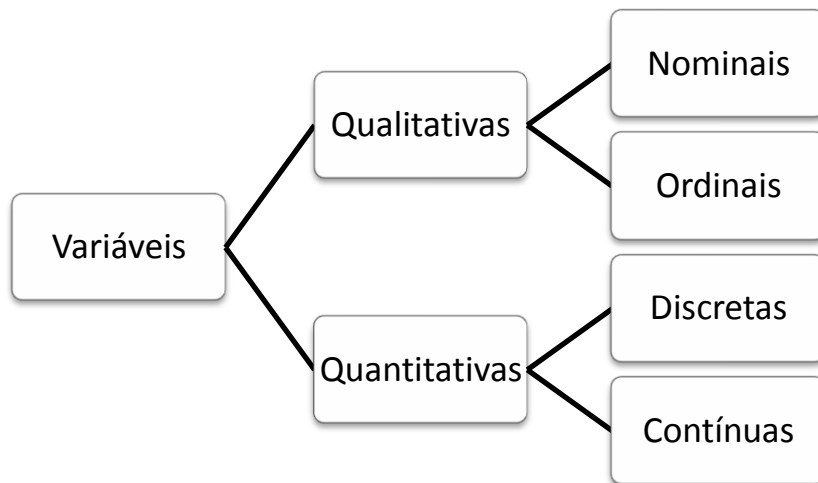 Variáveis
Qualitativas
Nominais
Ordinais
Quantitativas
Discretas
Contínuas